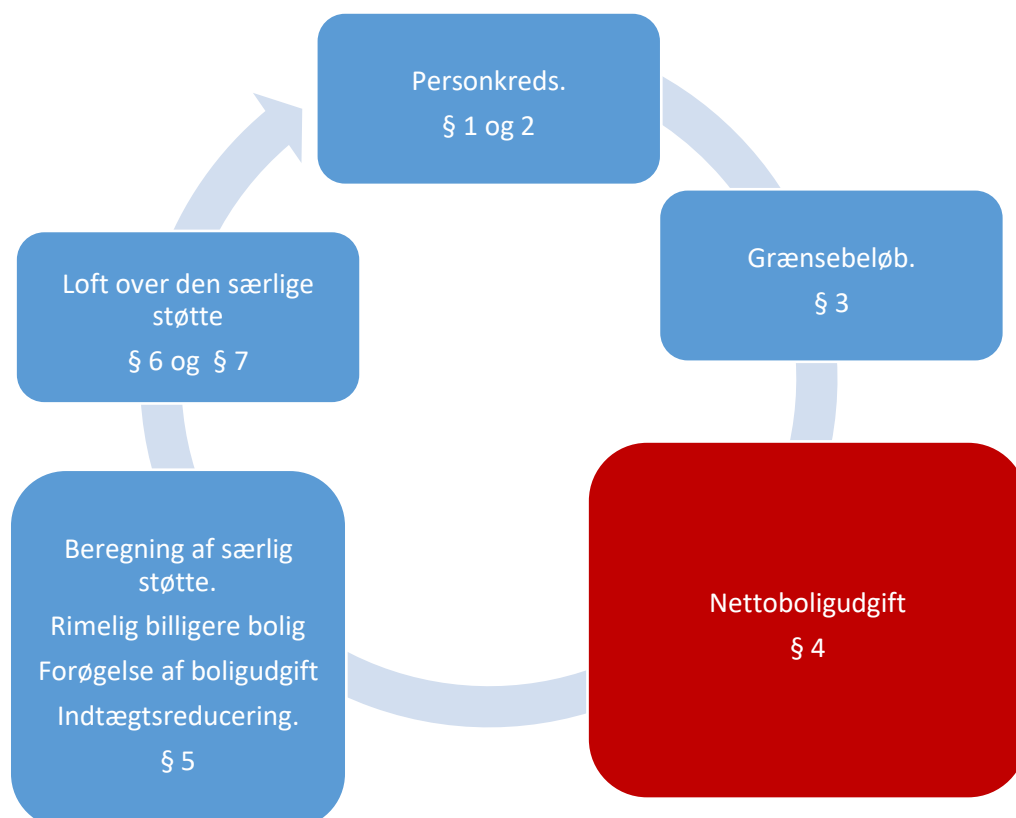 Personkreds.
§ 1 og 2
Grænsebeløb.
§ 3
Nettoboligudgift
§ 4
Beregning af særlig
støtte.
Rimelig billigere bolig
Forøgelse af boligudgift
Indtægtsreducering.
§ 5
Loft over den særlige
støtte
§ 6 og § 7